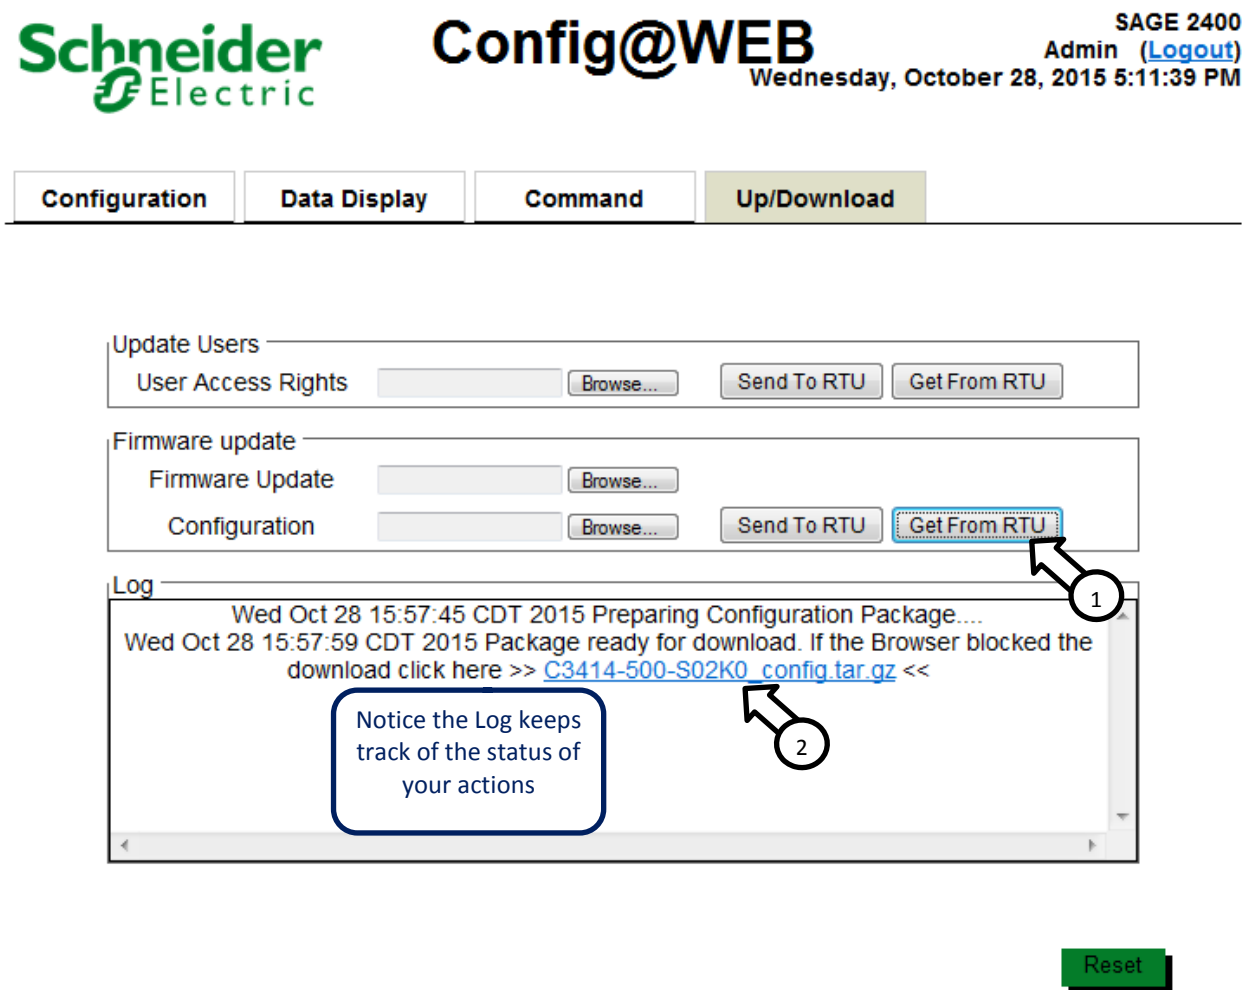 Schneider
Electric
Config@WEB
SAGE 2400
Admin (Logout)
Wednesday, October 28, 2015 5:11:39 PM
Configuration Data Display Command Up/Download
Update Users
User Access Rights Browse... Send To RTU Get From RTU
Firmware update
Firmware Update Browse...
Configuration Browse... Send To RTU Get From RTU
1
Log
Wed Oct 28 15:57:45 CDT 2015 Preparing Configuration Package....
Wed Oct 28 15:57:59 CDT 2015 Package ready for download. If the Browser blocked the
download click here >> C3414-500-S02K0_config.tar.gz <<
2
Notice the Log keeps
track of the status of
your actions
Reset